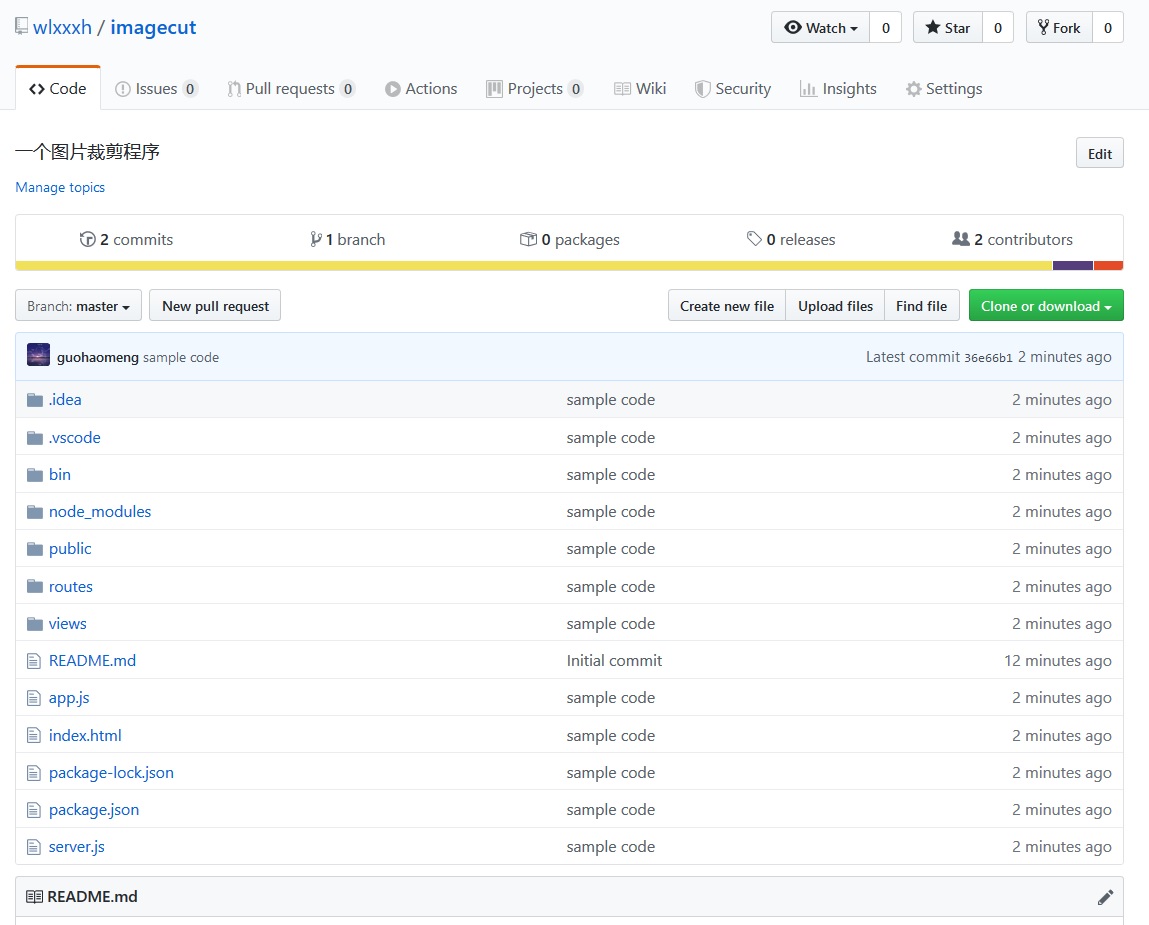 wlxxxh / imagecut
Watch 0 Star 0 Fork 0
Code Issues 0 Pull requests 0 Actions Projects 0 Wiki Security Insights Settings
一个图片裁剪程序
Edit
Manage topics
2 commits 1 branch 0 packages 0 releases 2 contributors
Branch: master New pull request Create new file Upload files Find file Clone or download
guohaomeng sample code Latest commit 36e66b1 2 minutes ago
.idea sample code 2 minutes ago
.vscode sample code 2 minutes ago
bin sample code 2 minutes ago
node_modules sample code 2 minutes ago
public sample code 2 minutes ago
routes sample code 2 minutes ago
views sample code 2 minutes ago
README.md Initial commit 12 minutes ago
app.js sample code 2 minutes ago
index.html sample code 2 minutes ago
package-lock.json sample code 2 minutes ago
package.json sample code 2 minutes ago
server.js sample code 2 minutes ago
README.md